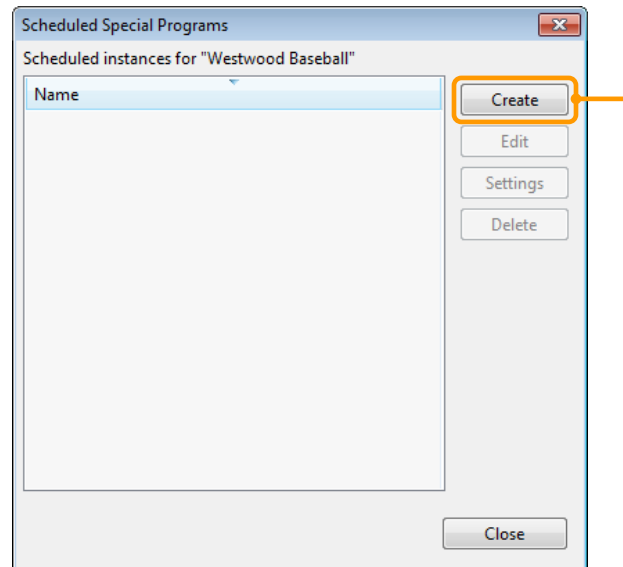 Scheduled Special Programs
Scheduled instances for "Westwood Baseball"
Name
Create
Edit
Settings
Delete
Close